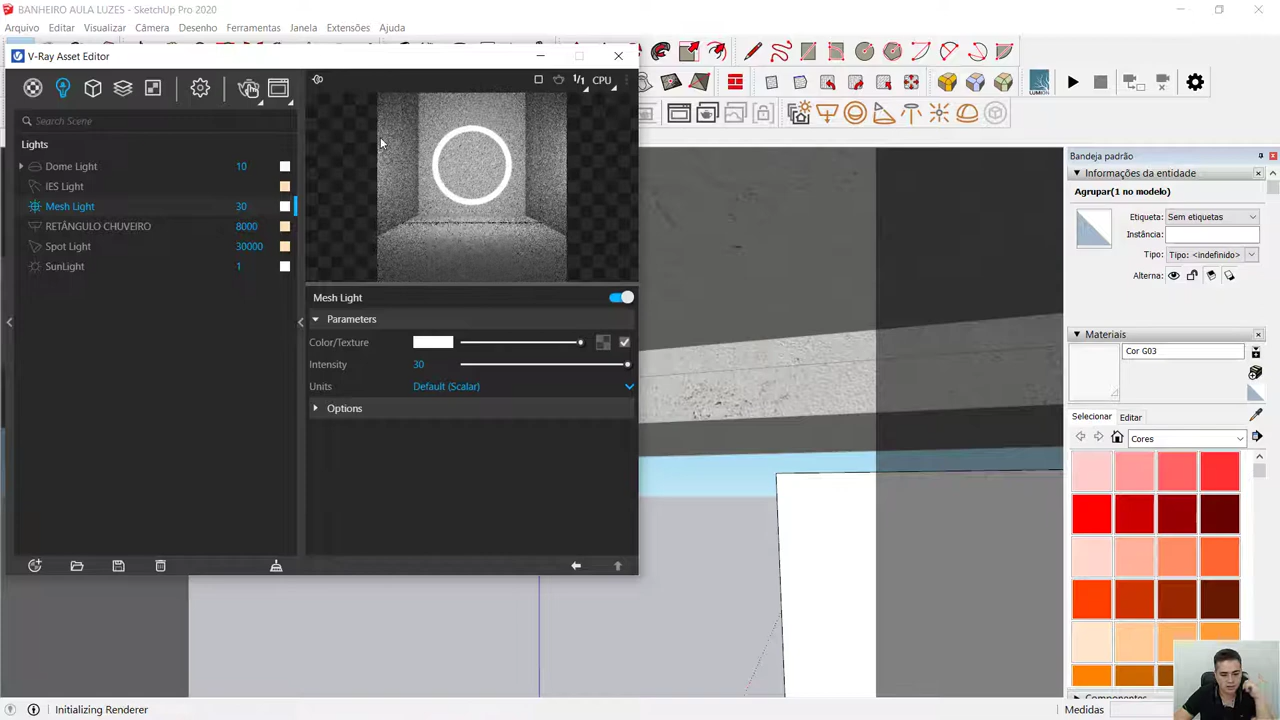 BANHEIRO AULA LUZES - SketchUp Pro 2020
Arquivo Editar Visualizar Câmera Desenho Ferramentas Janela Extensões Ajuda
V-Ray Asset Editor
CPU
Search Scene
Lights
Dome Light 10
IES Light
Mesh Light 30
RETÂNGULO CHUVEIRO 8000
Spot Light 30000
SunLight 1
Mesh Light
Parameters
Color/Texture
Intensity 30
Units Default (Scalar)
Options
LUMION
Bandeja padrão
Informações da entidade
Agrupar(1 no modelo)
Etiqueta: Sem etiquetas
Instância:
Tipo: Tipo: <indefinido>
Alterna:
Materiais
Cor G03
Selecionar Editar
Cores
Componentes
Initializing Renderer
Medidas